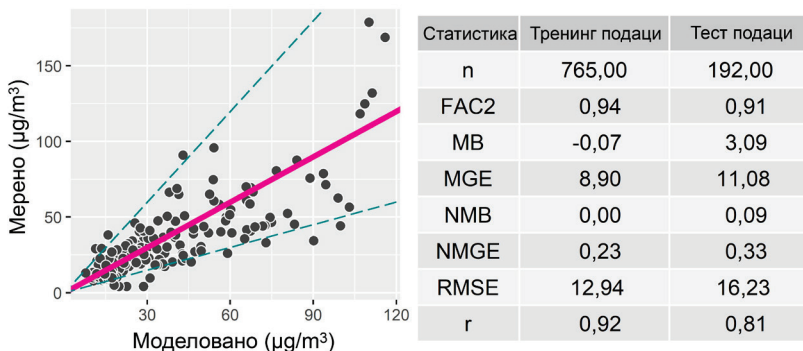 Мерено (µg/m³)
150
100
50
0
30
60
90
120
Моделовано (µg/m³)
Статистика Тренинг подаци Тест подаци
n 765,00 192,00
FAC2 0,94 0,91
MB -0,07 3,09
MGE 8,90 11,08
NMB 0,00 0,09
NMGE 0,23 0,33
RMSE 12,94 16,23
r 0,92 0,81